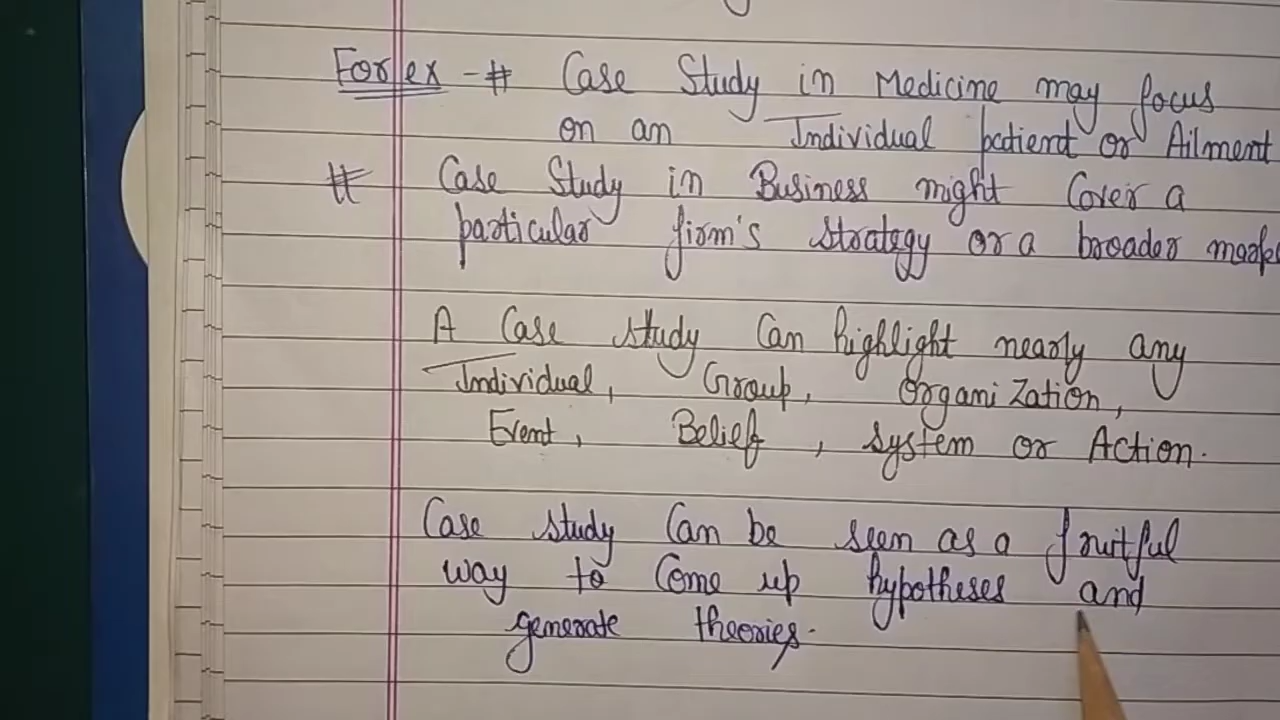 For ex - # Case Study in Medicine may focus
on an Individual patient or Ailment
# Case Study in Business might Cover a
particular firm's strategy or a broader
A Case study Can highlight nearly any
Individual, Group, Organization,
Event, Belief, system or Action.
Case study Can be seen as a fruitful
way to Come up hypotheses and
generate theories.